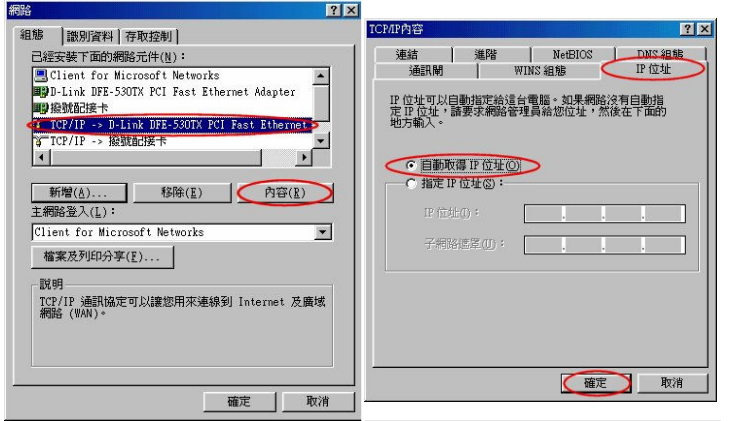 網路
組態
識別資料
存取控制
已經安裝下面的網路元件(N)：
Client for Microsoft Networks
D-Link DFE-530TX PCI Fast Ethernet Adapter
撥號配接卡
TCP/IP -> D-Link DFE-530TX PCI Fast Ethernet
TCP/IP -> 撥號配接卡
新增(A)...
移除(E)
內容(R)
主網路登入(L)：
Client for Microsoft Networks
檔案及列印分享(F)...
說明
TCP/IP 通訊協定可以讓您用來連線到 Internet 及廣域
網路 (WAN)。
確定
取消
TCP/IP內容
連結
進階
NetBIOS
DNS 組態
通訊閘
WINS 組態
IP 位址
IP 位址可以自動指定給這台電腦。如果網路沒有自動指
定 IP 位址，請要求網路管理員給您位址，然後在下面的
地方輸入。
自動取得 IP 位址(O)
指定 IP 位址(S)：
IP 位址(I)：
子網路遮罩(U)：
確定
取消